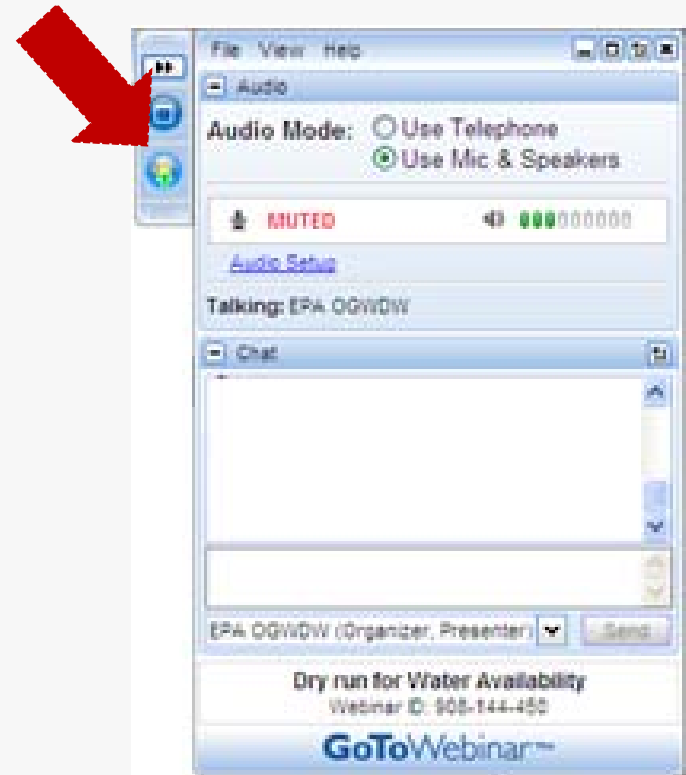 File View Help
Audio
Audio Mode: Use Telephone
Use Mic & Speakers
MUTED
Audio Setup
Talking: EPA OGWDW
Chat
EPA OGWDW (Organizer, Presenter)
Send
Dry run for Water Availability
Webinar ID: 908-144-450
GoToWebinar™